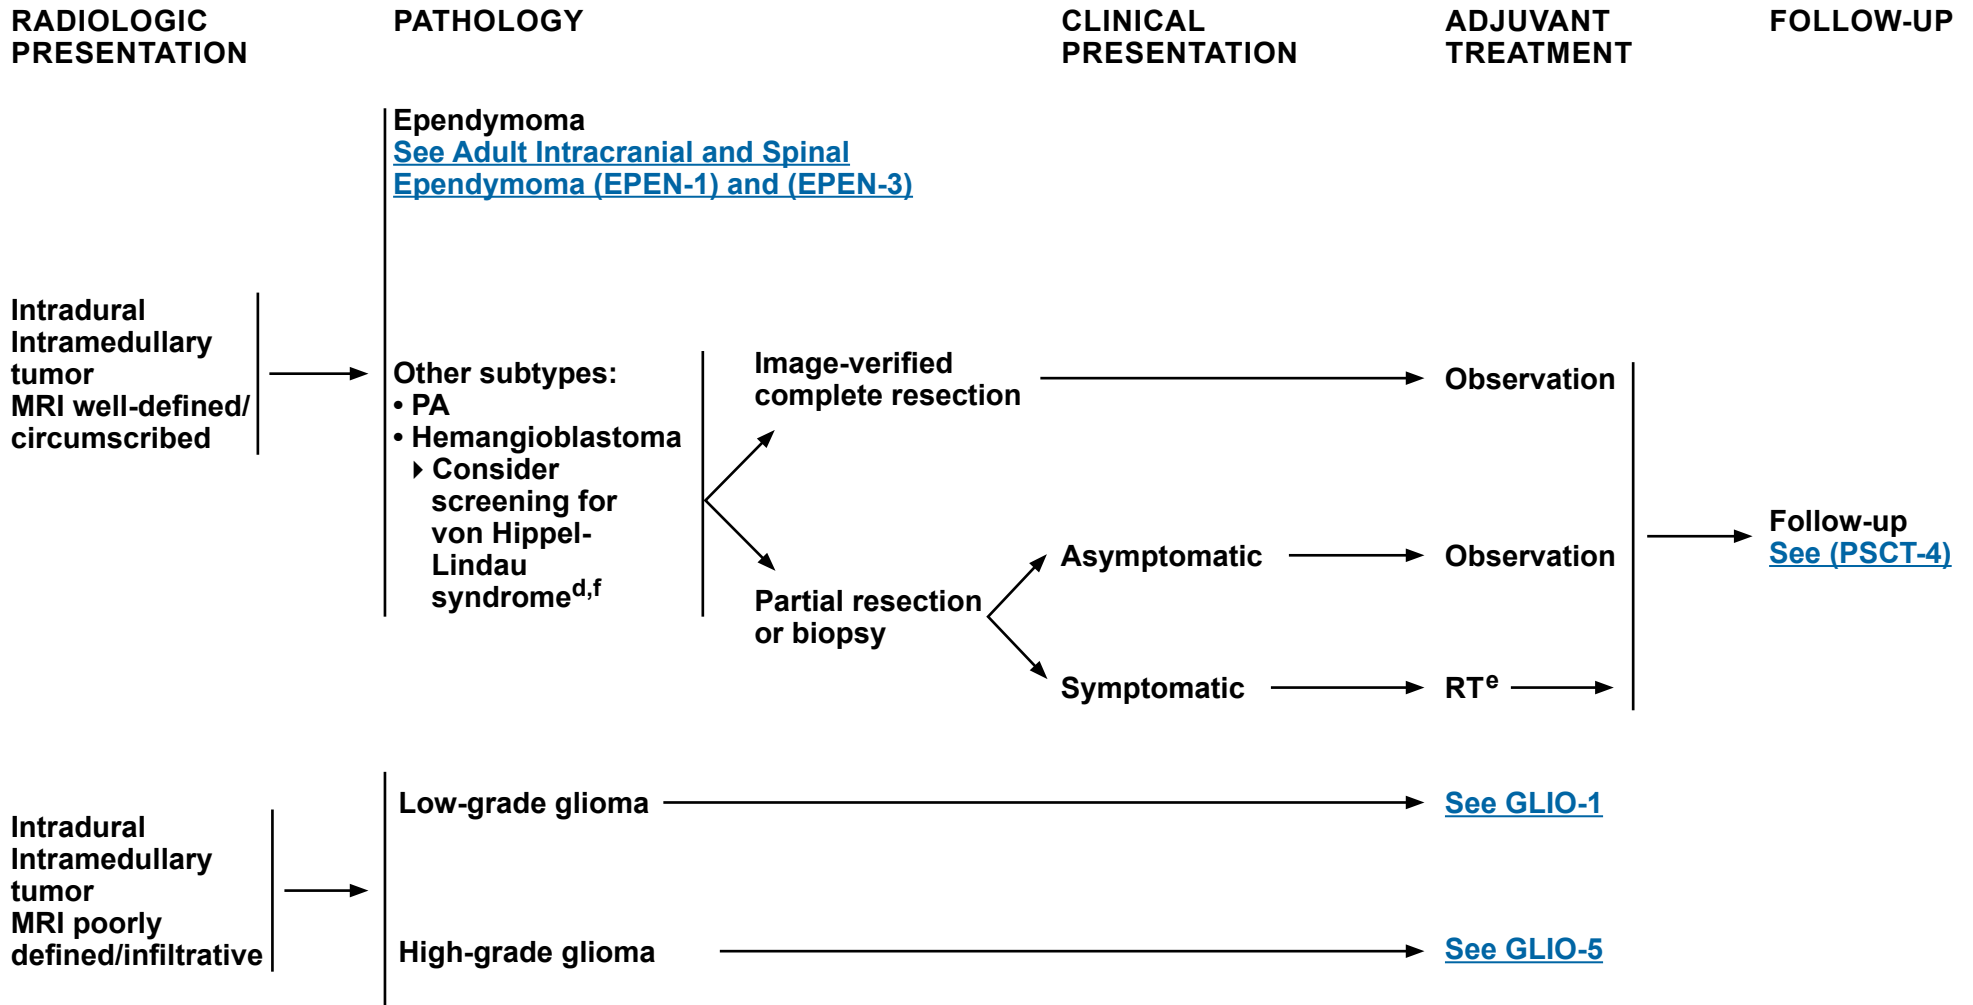 RADIOLOGIC
PRESENTATION
PATHOLOGY
CLINICAL
PRESENTATION
ADJUVANT
TREATMENT
FOLLOW-UP
Intradural
Intramedullary
tumor
MRI well-defined/
circumscribed
Ependymoma
See Adult Intracranial and Spinal
Ependymoma (EPEN-1) and (EPEN-3)
Other subtypes:
• PA
• Hemangioblastoma
Consider
screening for
von Hippel-
Lindau
syndromed,f
Image-verified
complete resection
Observation
Partial resection
or biopsy
Asymptomatic
Observation
Symptomatic
RTe
Follow-up
See (PSCT-4)
Intradural
Intramedullary
tumor
MRI poorly
defined/infiltrative
Low-grade glioma
See GLIO-1
High-grade glioma
See GLIO-5